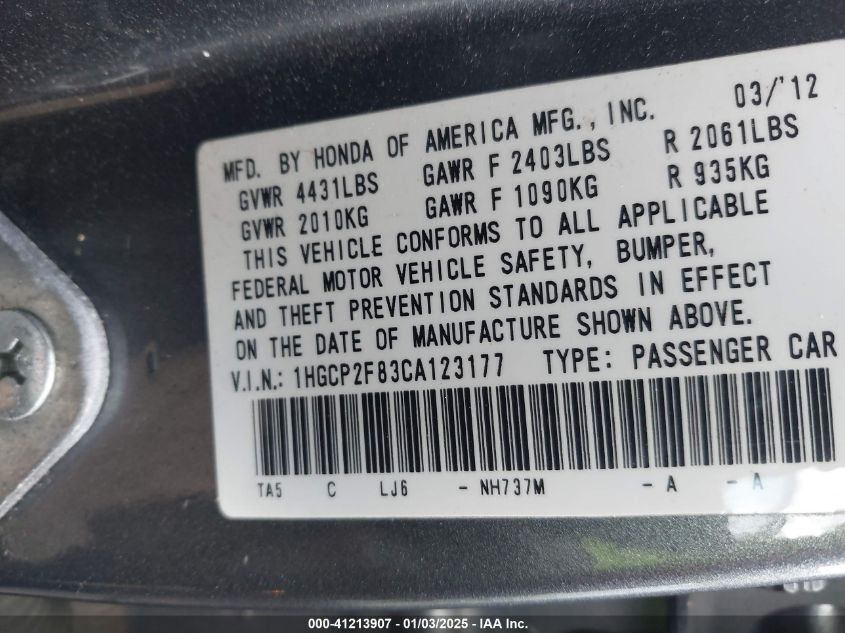 03/'12
MFD. BY HONDA OF AMERICA MFG., INC.
GVWR 4431LBS GAWR F 2403LBS R 2061LBS
GVWR 2010KG GAWR F 1090KG R 935KG
THIS VEHICLE CONFORMS TO ALL APPLICABLE
FEDERAL MOTOR VEHICLE SAFETY, BUMPER,
AND THEFT PREVENTION STANDARDS IN EFFECT
ON THE DATE OF MANUFACTURE SHOWN ABOVE.
V.I.N.: 1HGCP2F83CA123177 TYPE: PASSENGER CAR
TA5 C LJ6 - NH737M - A - A
000-41213907 - 01/03/2025 - IAA Inc.